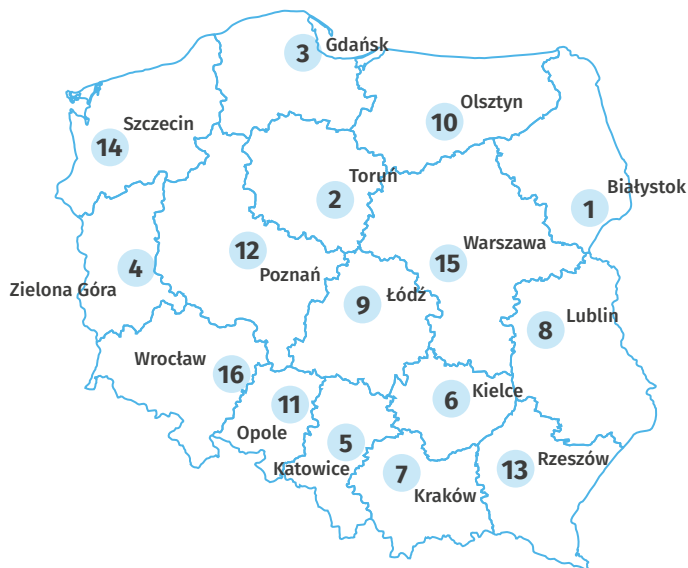 3
Gdańsk
Olsztyn
10
Szczecin
14
Toruń
2
Białystok
1
12
Poznań
Warszawa
15
4
Zielona Góra
9
Łódź
Lublin
8
Wrocław
16
11
Opole
Kielce
6
5
Katowice
7
Kraków
Rzeszów
13